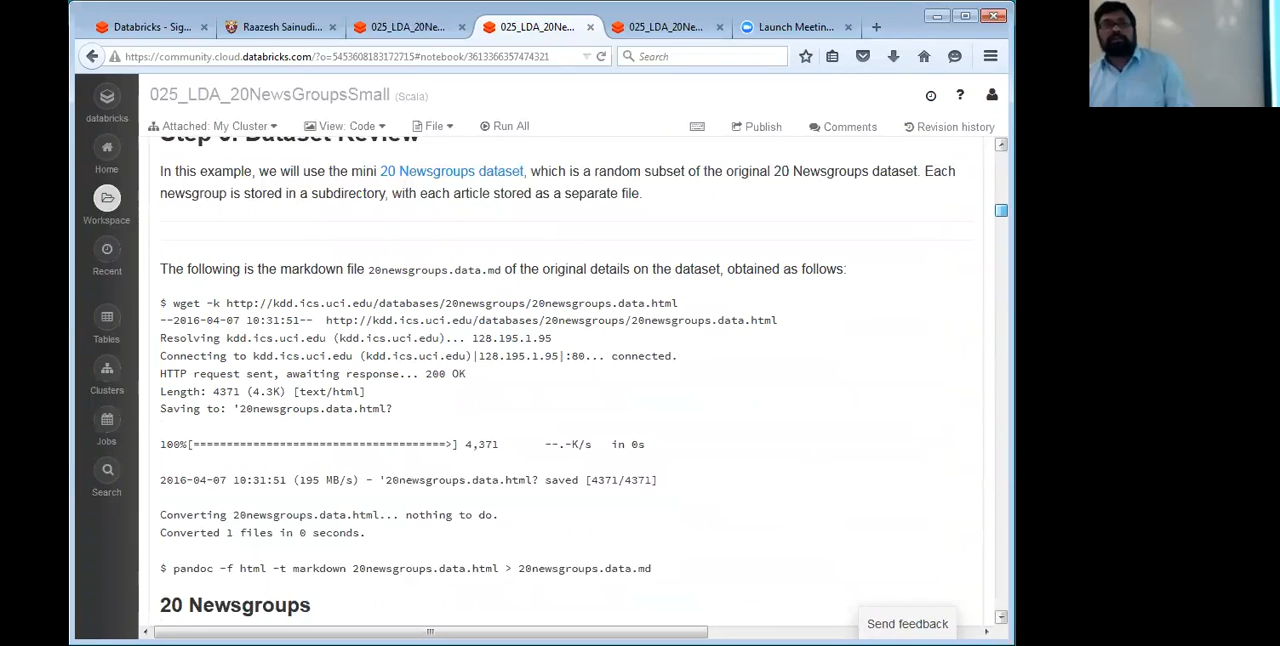 Databricks - Sig...
Raazesh Sainudi...
025_LDA_20Ne...
025_LDA_20Ne...
025_LDA_20Ne...
Launch Meetin...
https://community.cloud.databricks.com/?o=5453608183172715#notebook/3613366357474321
Search
databricks
Home
Workspace
Recent
Tables
Clusters
Jobs
Search
025_LDA_20NewsGroupsSmall (Scala)
Attached: My Cluster
View: Code
File
Run All
Publish
Comments
Revision history
Step 0. Dataset Review
In this example, we will use the mini 20 Newsgroups dataset, which is a random subset of the original 20 Newsgroups dataset. Each
newsgroup is stored in a subdirectory, with each article stored as a separate file.
The following is the markdown file 20newsgroups.data.md of the original details on the dataset, obtained as follows:
$ wget -k http://kdd.ics.uci.edu/databases/20newsgroups/20newsgroups.data.html
--2016-04-07 10:31:51--  http://kdd.ics.uci.edu/databases/20newsgroups/20newsgroups.data.html
Resolving kdd.ics.uci.edu (kdd.ics.uci.edu)... 128.195.1.95
Connecting to kdd.ics.uci.edu (kdd.ics.uci.edu)|128.195.1.95|:80... connected.
HTTP request sent, awaiting response... 200 OK
Length: 4371 (4.3K) [text/html]
Saving to: '20newsgroups.data.html?
100%[======================================>] 4,371      --.-K/s   in 0s
2016-04-07 10:31:51 (195 MB/s) - '20newsgroups.data.html? saved [4371/4371]
Converting 20newsgroups.data.html... nothing to do.
Converted 1 files in 0 seconds.
$ pandoc -f html -t markdown 20newsgroups.data.html > 20newsgroups.data.md
20 Newsgroups
Send feedback